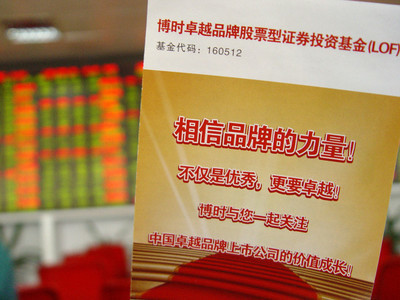 博时卓越品牌股票型证券投资基金(LOF)
基金代码：160512
相信品牌的力量!
不仅是优秀，更要卓越!
博时与您一起关注
中国卓越品牌上市公司的价值成长!